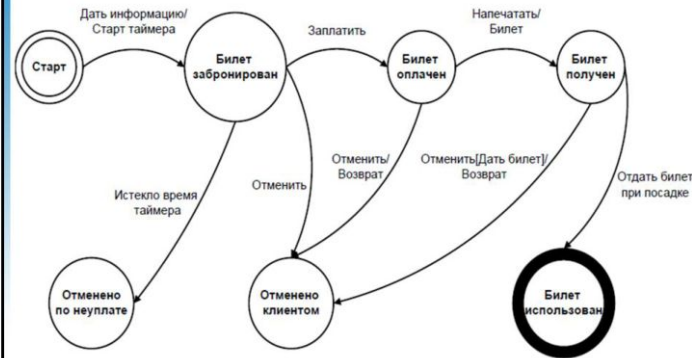 Дать информацию/
Старт таймера
Заплатить
Напечатать/
Билет
Старт
Билет
забронирован
Билет
оплачен
Билет
получен
Отменить/
Возврат
Отменить[Дать билет]/
Возврат
Отдать билет
при посадке
Истекло время
таймера
Отменить
Отменено
по неуплате
Отменено
клиентом
Билет
использован